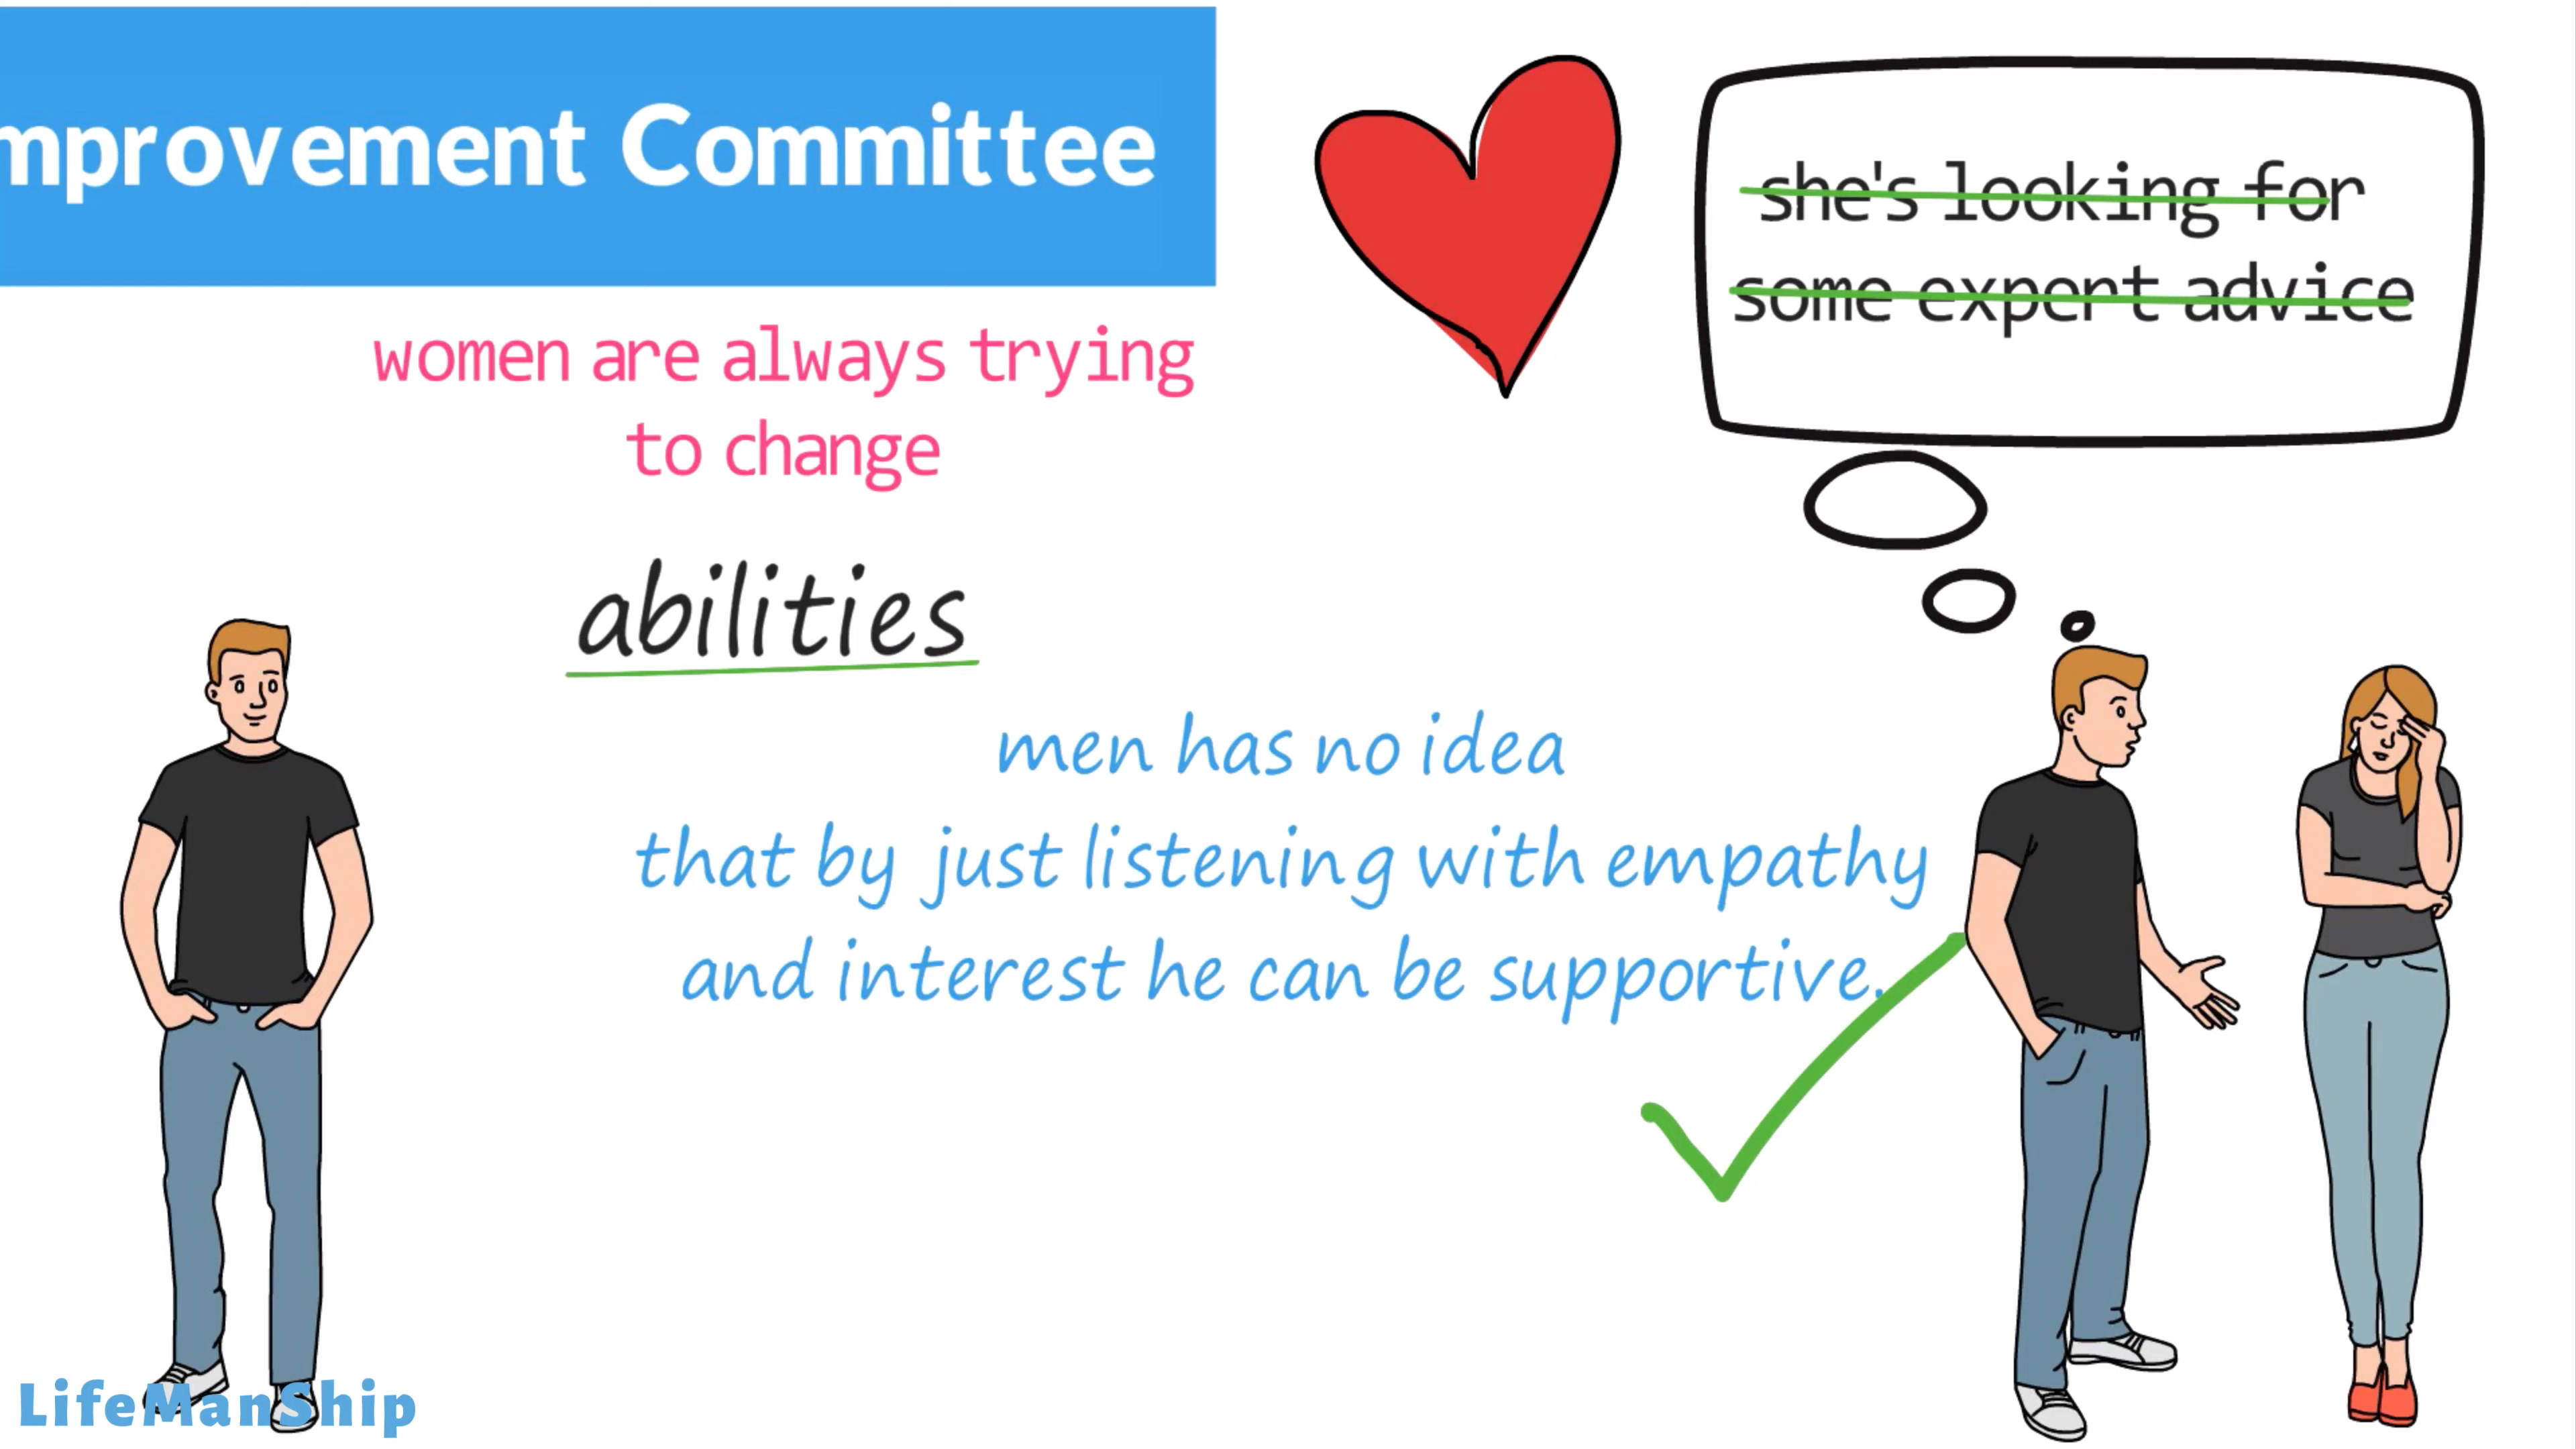 mprovement Committee
she's looking for
some expert advice
women are always trying
to change
abilities
men has no idea
that by just listening with empathy
and interest he can be supportive.
LifeManShip